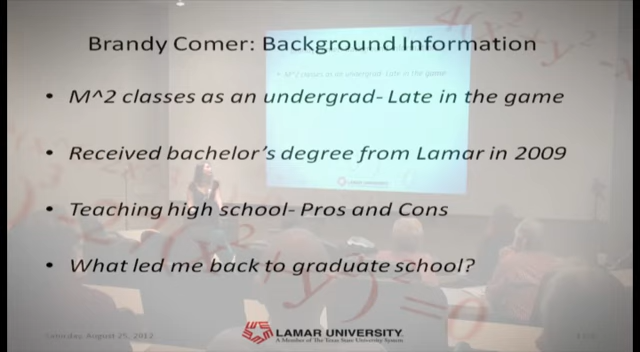 Brandy Comer: Background Information
• M^2 classes as an undergrad- Late in the game
• Received bachelor's degree from Lamar in 2009
• Teaching high school- Pros and Cons
• What led me back to graduate school?
Saturday, August 25, 2012
LAMAR UNIVERSITY
A Member of The Texas State University System